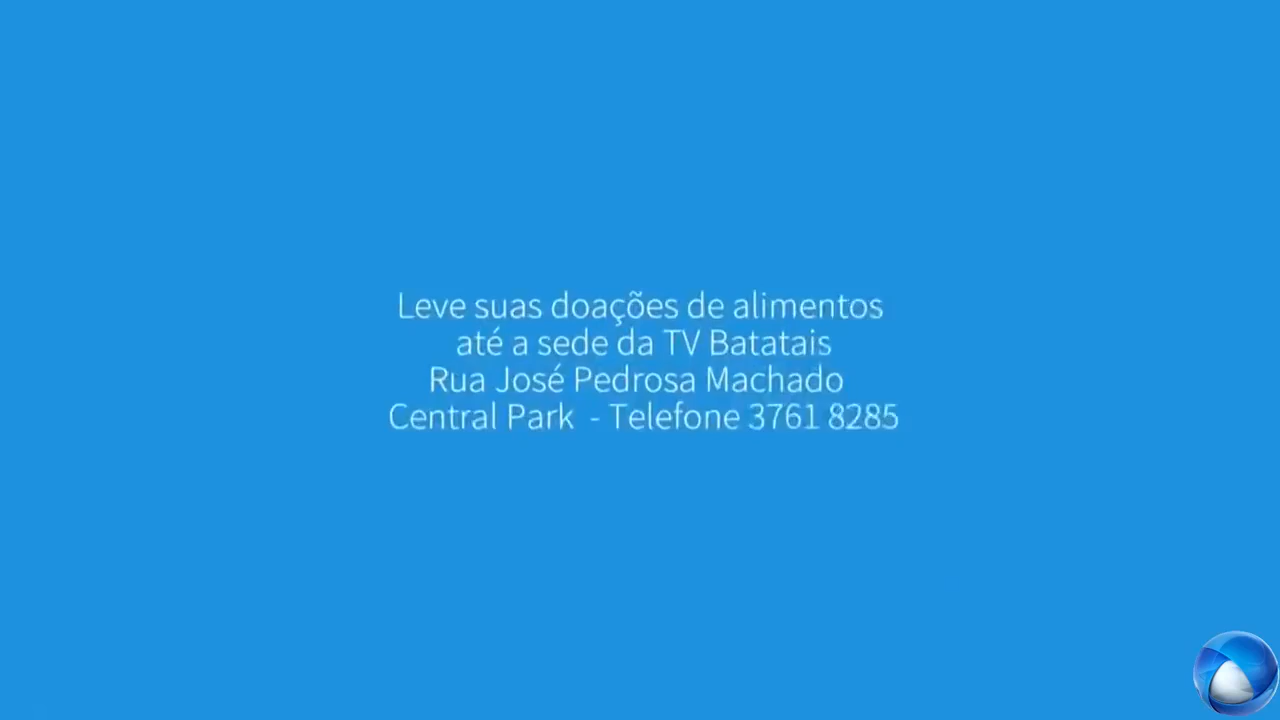 Leve suas doações de alimentos
até a sede da TV Batatais
Rua José Pedrosa Machado
Central Park - Telefone 3761 8285